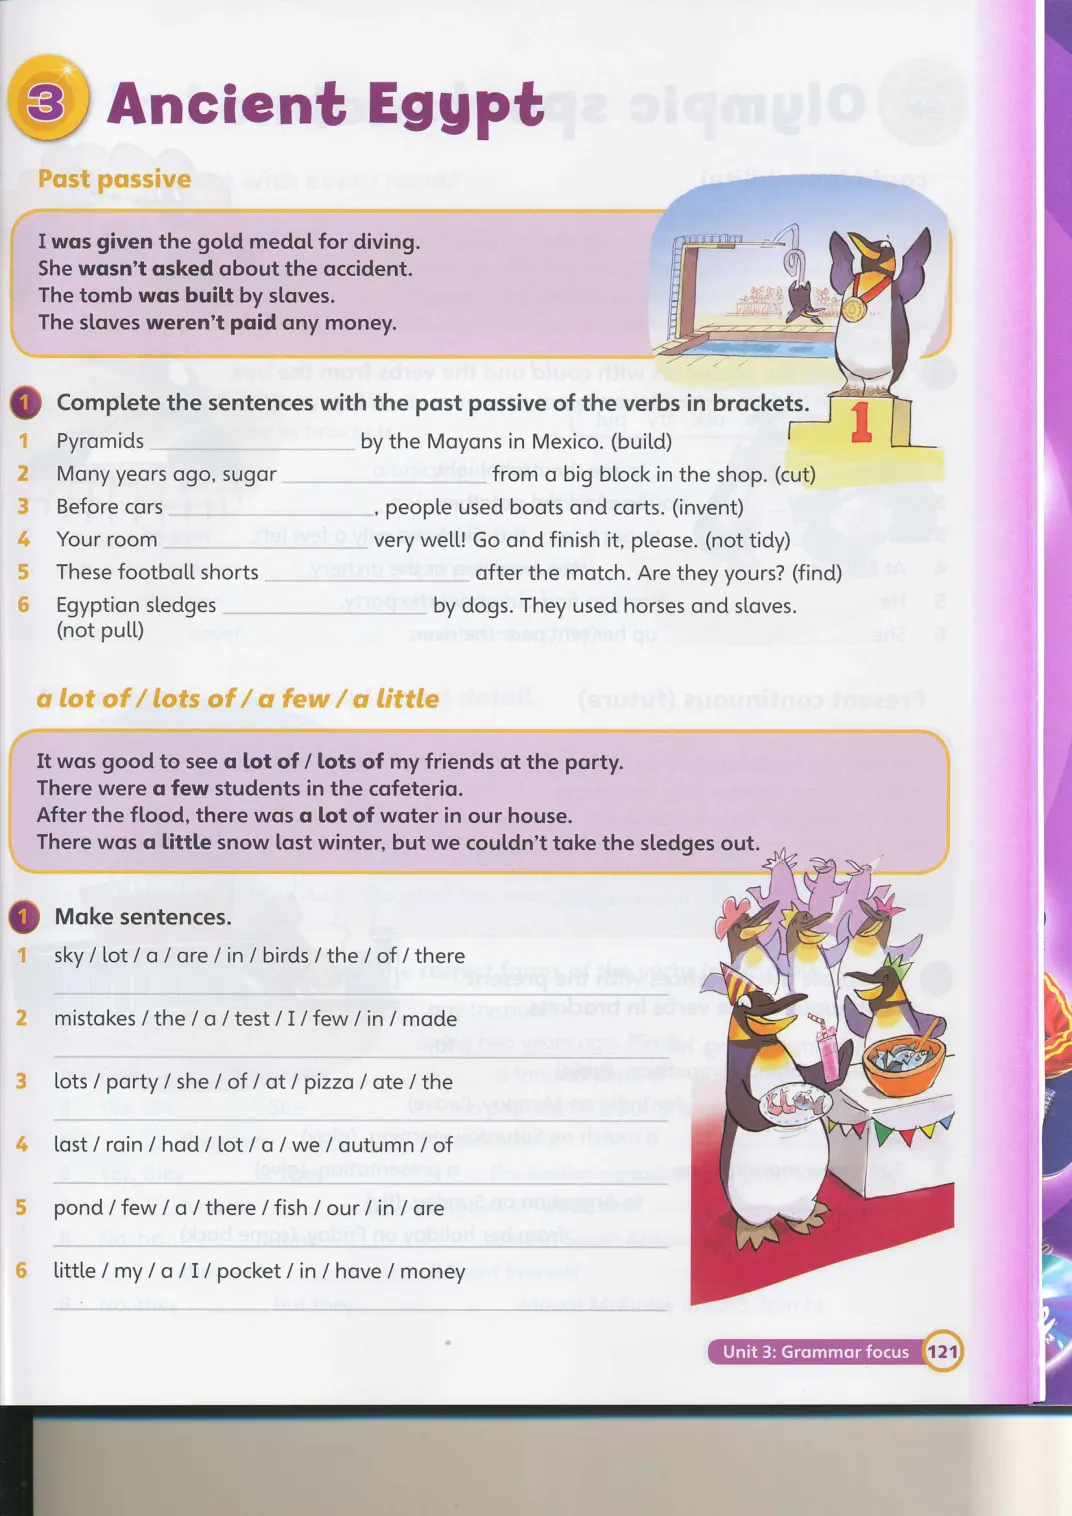 3 Ancient Egypt
Past passive
I was given the gold medal for diving.
She wasn't asked about the accident.
The tomb was built by slaves.
The slaves weren't paid any money.
1
1 Complete the sentences with the past passive of the verbs in brackets.
1 Pyramids ____ by the Mayans in Mexico. (build)
2 Many years ago, sugar ____ from a big block in the shop. (cut)
3 Before cars ____, people used boats and carts. (invent)
4 Your room ____ very well! Go and finish it, please. (not tidy)
5 These football shorts ____ after the match. Are they yours? (find)
6 Egyptian sledges ____ by dogs. They used horses and slaves.
(not pull)
a lot of / lots of / a few / a little
It was good to see a lot of / lots of my friends at the party.
There were a few students in the cafeteria.
After the flood, there was a lot of water in our house.
There was a little snow last winter, but we couldn't take the sledges out.
1 Make sentences.
1 sky / lot / a / are / in / birds / the / of / there
2 mistakes / the / a / test / I / few / in / made
3 lots / party / she / of / at / pizza / ate / the
4 last / rain / had / lot / a / we / autumn / of
5 pond / few / a / there / fish / our / in / are
6 little / my / a / I / pocket / in / have / money
Unit 3: Grammar focus 121